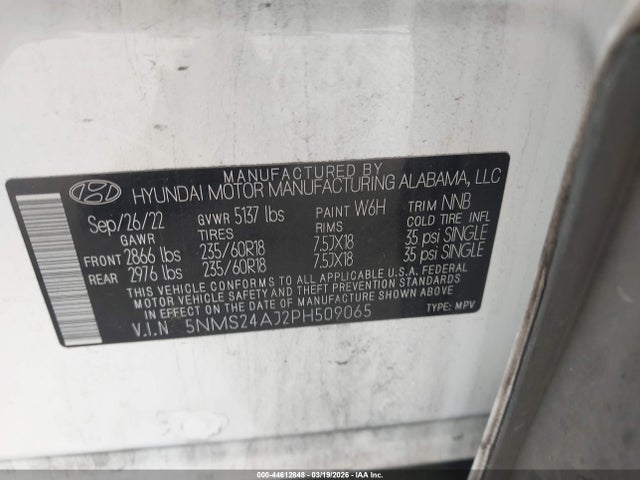 MANUFACTURED BY
HYUNDAI MOTOR MANUFACTURING ALABAMA, LLC
Sep/26/22 GVWR 5137 lbs PAINT W6H TRIM NNB
GAWR TIRES RIMS COLD TIRE INFL
FRONT 2866 lbs 235/60R18 7.5JX18 35 psi SINGLE
REAR 2976 lbs 235/60R18 7.5JX18 35 psi SINGLE
THIS VEHICLE CONFORMS TO ALL APPLICABLE U.S.A. FEDERAL
MOTOR VEHICLE SAFETY AND THEFT PREVENTION STANDARDS
IN EFFECT ON THE DATE OF MANUFACTURE SHOWN ABOVE
V.I.N 5NMS24AJ2PH509065 TYPE: MPV
000-44612848 - 03/19/2026 - IAA Inc.